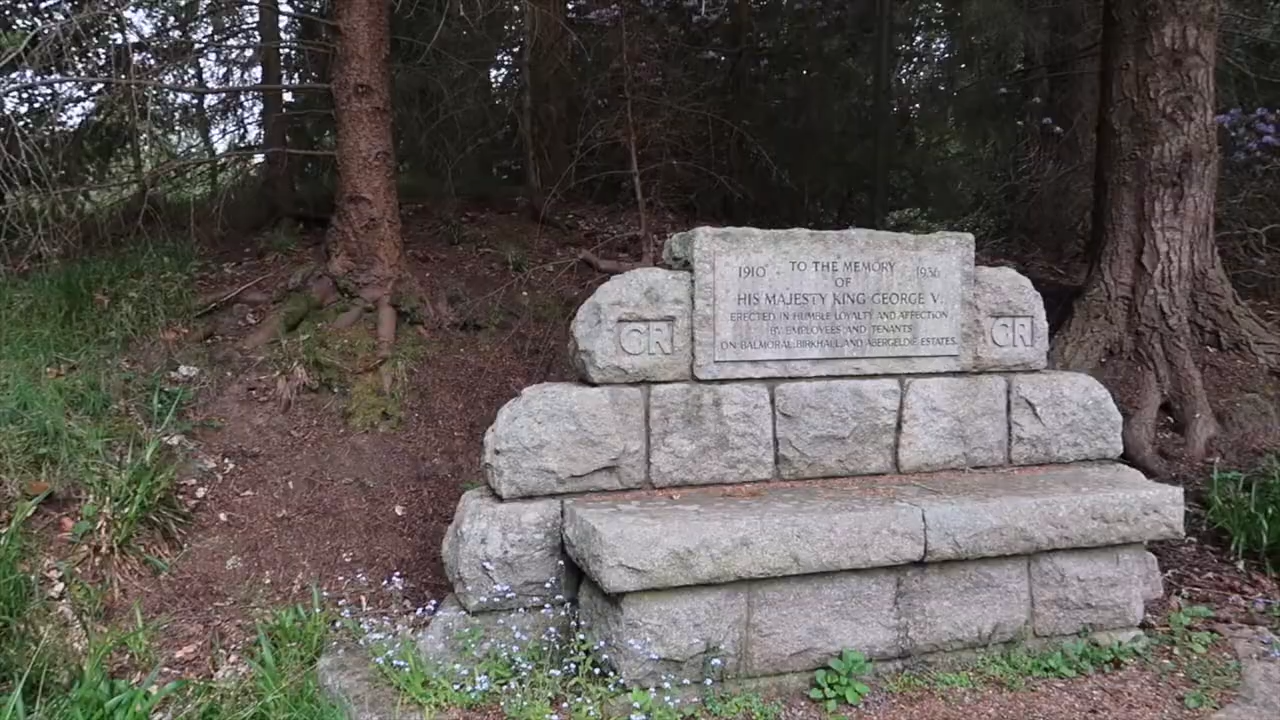 1910 TO THE MEMORY 1936
OF
HIS MAJESTY KING GEORGE V.
ERECTED IN HUMBLE LOYALTY AND AFFECTION
BY EMPLOYEES AND TENANTS
ON BALMORAL, BIRKHALL AND ABERGELDIE ESTATES.
GR
GR